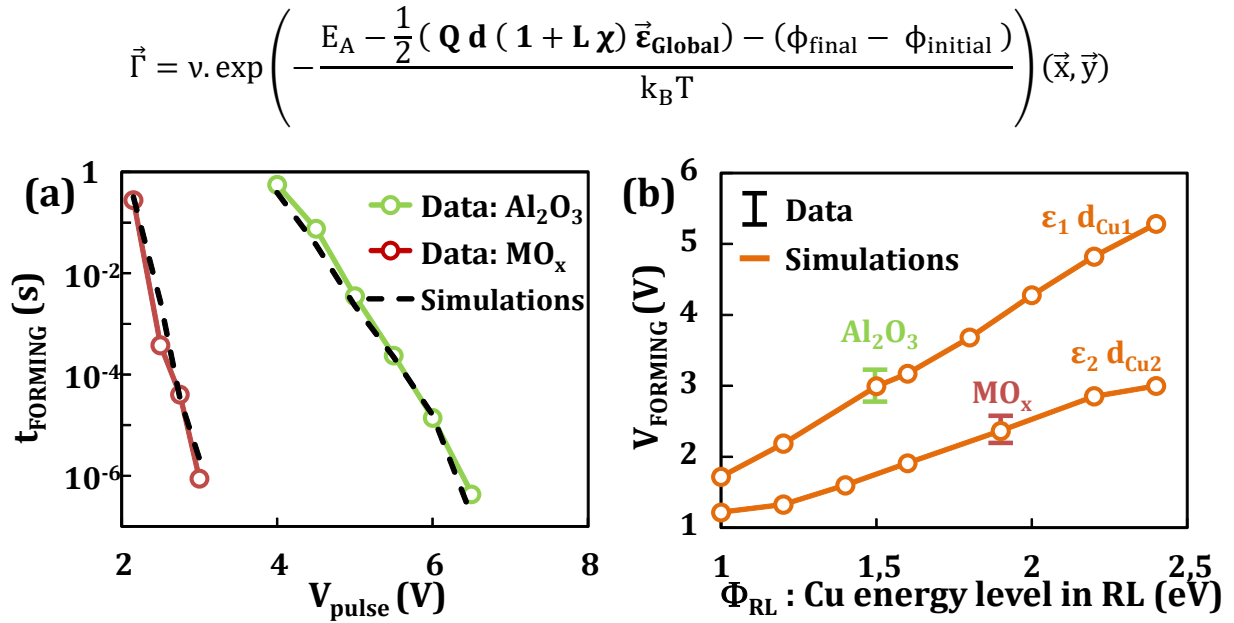 Γ⃗ = ν. exp ( − (E_A − 1/2 ( Q d ( 1 + L χ ) ε⃗_Global) − (ϕ_final − ϕ_initial )) / (k_B T) ) (x⃗, y⃗)
(a)
1
10⁻²
10⁻⁴
10⁻⁶
t_FORMING (s)
Data: Al₂O₃
Data: MOₓ
Simulations
2 4 6 8
V_pulse (V)
(b)
6
5
4
3
2
1
V_FORMING (V)
Data
Simulations
ε₁ d_Cu1
Al₂O₃
ε₂ d_Cu2
MOₓ
1 1,5 2 2,5
Φ_RL : Cu energy level in RL (eV)